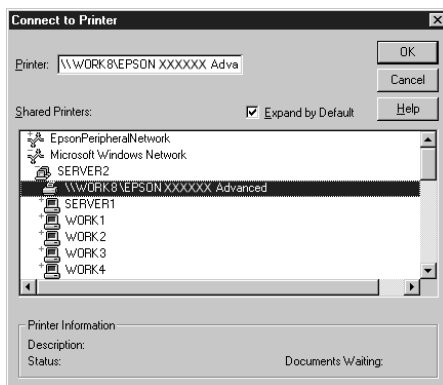 Connect to Printer
Printer: \\WORK8\EPSON XXXXXX Adva
OK
Cancel
Help
Shared Printers:
Expand by Default
EpsonPeripheralNetwork
Microsoft Windows Network
SERVER2
\\WORK8\EPSON XXXXXX Advanced
SERVER1
WORK1
WORK2
WORK3
WORK4
Printer Information
Description:
Status: Documents Waiting: